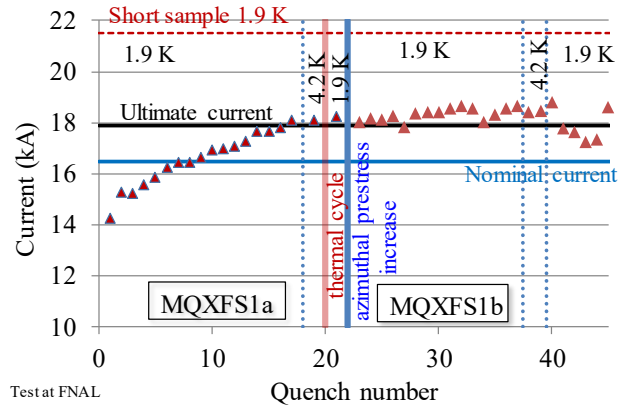 Short sample 1.9 K
22
20
18
16
14
12
10
Current (kA)
1.9 K
4.2 K
1.9 K
1.9 K
4.2 K
1.9 K
Ultimate current
Nominal current
thermal cycle
azimuthal prestress
increase
MQXFS1a
MQXFS1b
0
10
20
30
40
Quench number
Test at FNAL